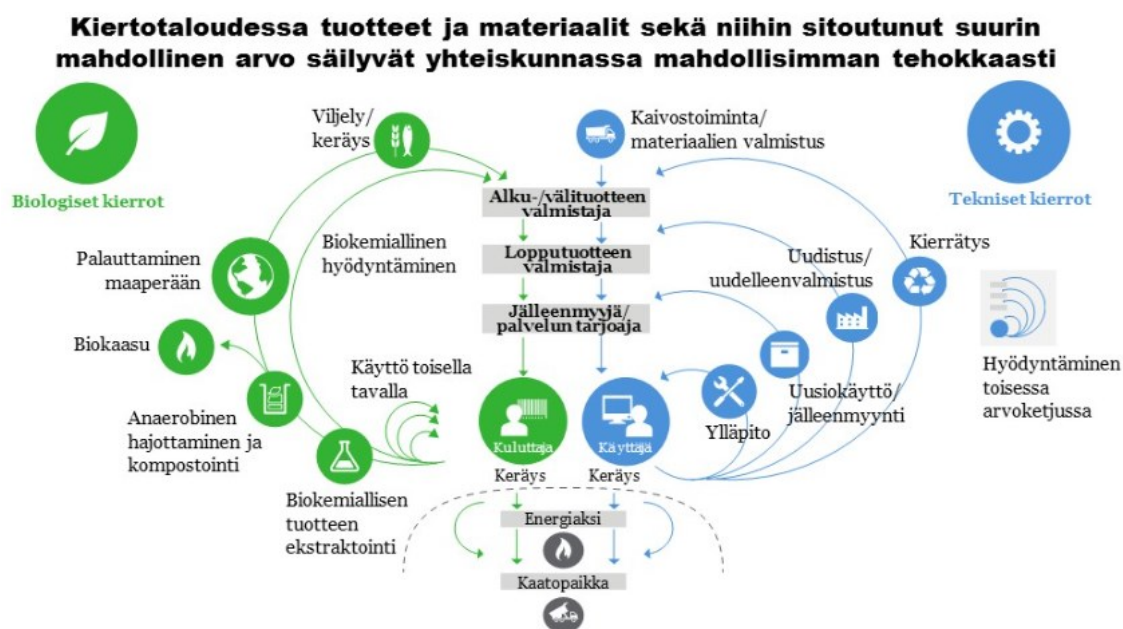 Kiertotaloudessa tuotteet ja materiaalit sekä niihin sitoutunut suurin
mahdollinen arvo säilyvät yhteiskunnassa mahdollisimman tehokkaasti
Biologiset kierrot
Viljely/
keräys
Kaivostoiminta/
materiaalien valmistus
Tekniset kierrot
Alku-/välituotteen
valmistaja
Lopputuotteen
valmistaja
Jälleenmyyjä/
palvelun tarjoaja
Palauttaminen
maaperään
Biokemiallinen
hyödyntäminen
Biokaasu
Käyttö toisella
tavalla
Anaerobinen
hajottaminen ja
kompostointi
Biokemiallisen
tuotteen
ekstraktointi
Kuluttaja
Käyttäjä
Keräys
Keräys
Ylläpito
Uusiokäyttö/
jälleenmyynti
Uudistus/
uudelleenvalmistus
Kierrätys
Hyödyntäminen
toisessa
arvoketjussa
Energiaksi
Kaatopaikka